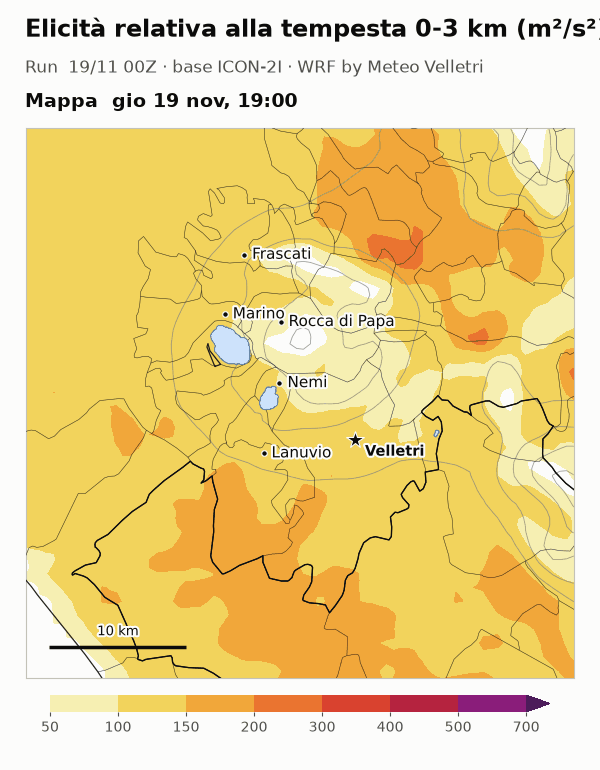 Elicità relativa alla tempesta 0-3 km (m²/s²)
Run 19/11 00Z · base ICON-2I · WRF by Meteo Velletri
Mappa gio 19 nov, 19:00
Frascati
Marino
Rocca di Papa
Nemi
Velletri
Lanuvio
10 km
50 100 150 200 300 400 500 700